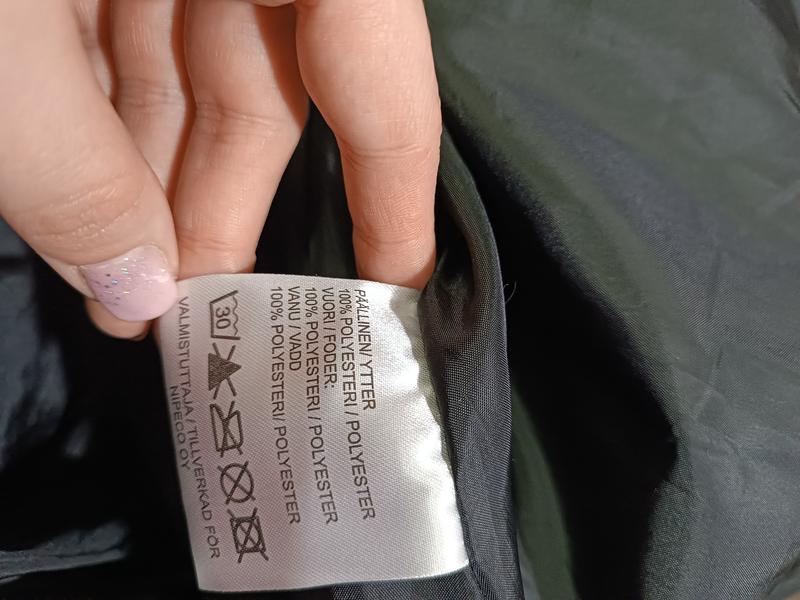 PÄÄLLINEN/ YTTER
100% POLYESTERI / POLYESTER
VUORI / FODER:
100% POLYESTERI / POLYESTER
VANU / VADD
100% POLYESTERI/ POLYESTER
30
VALMISTUTTAJA / TILLVERKAD FÖR
NIPECO OY